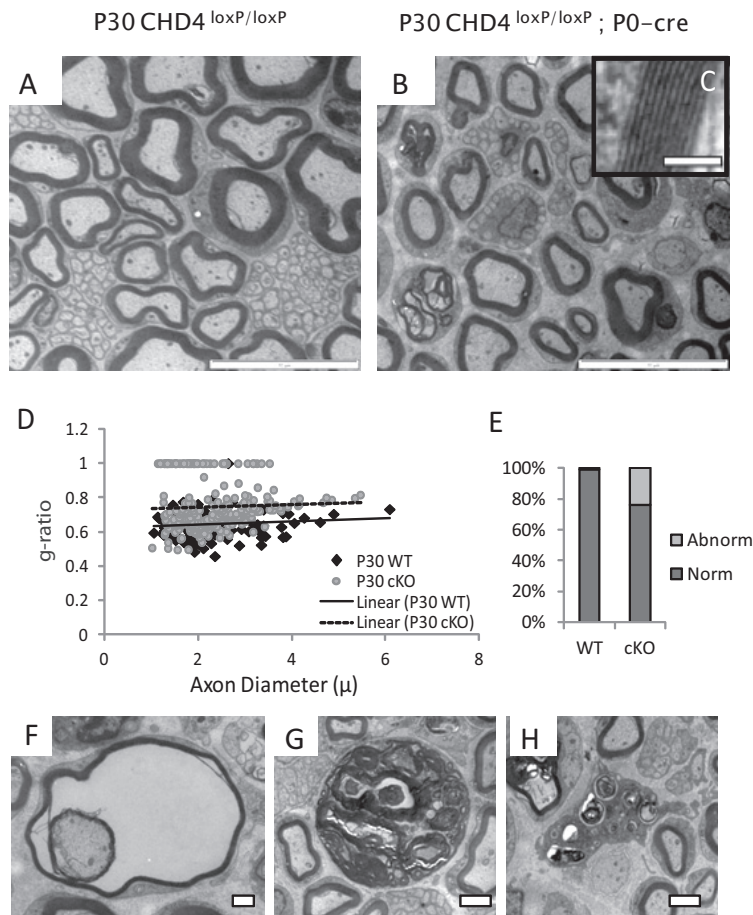 P30 CHD4 loxP/loxP
P30 CHD4 loxP/loxP ; P0-cre
A
B
C
D
1.2
1
0.8
0.6
0.4
0.2
0
g-ratio
0 2 4 6 8
Axon Diameter (μ)
P30 WT
P30 cKO
Linear (P30 WT)
Linear (P30 cKO)
E
100%
80%
60%
40%
20%
0%
WT cKO
Abnorm
Norm
F
G
H